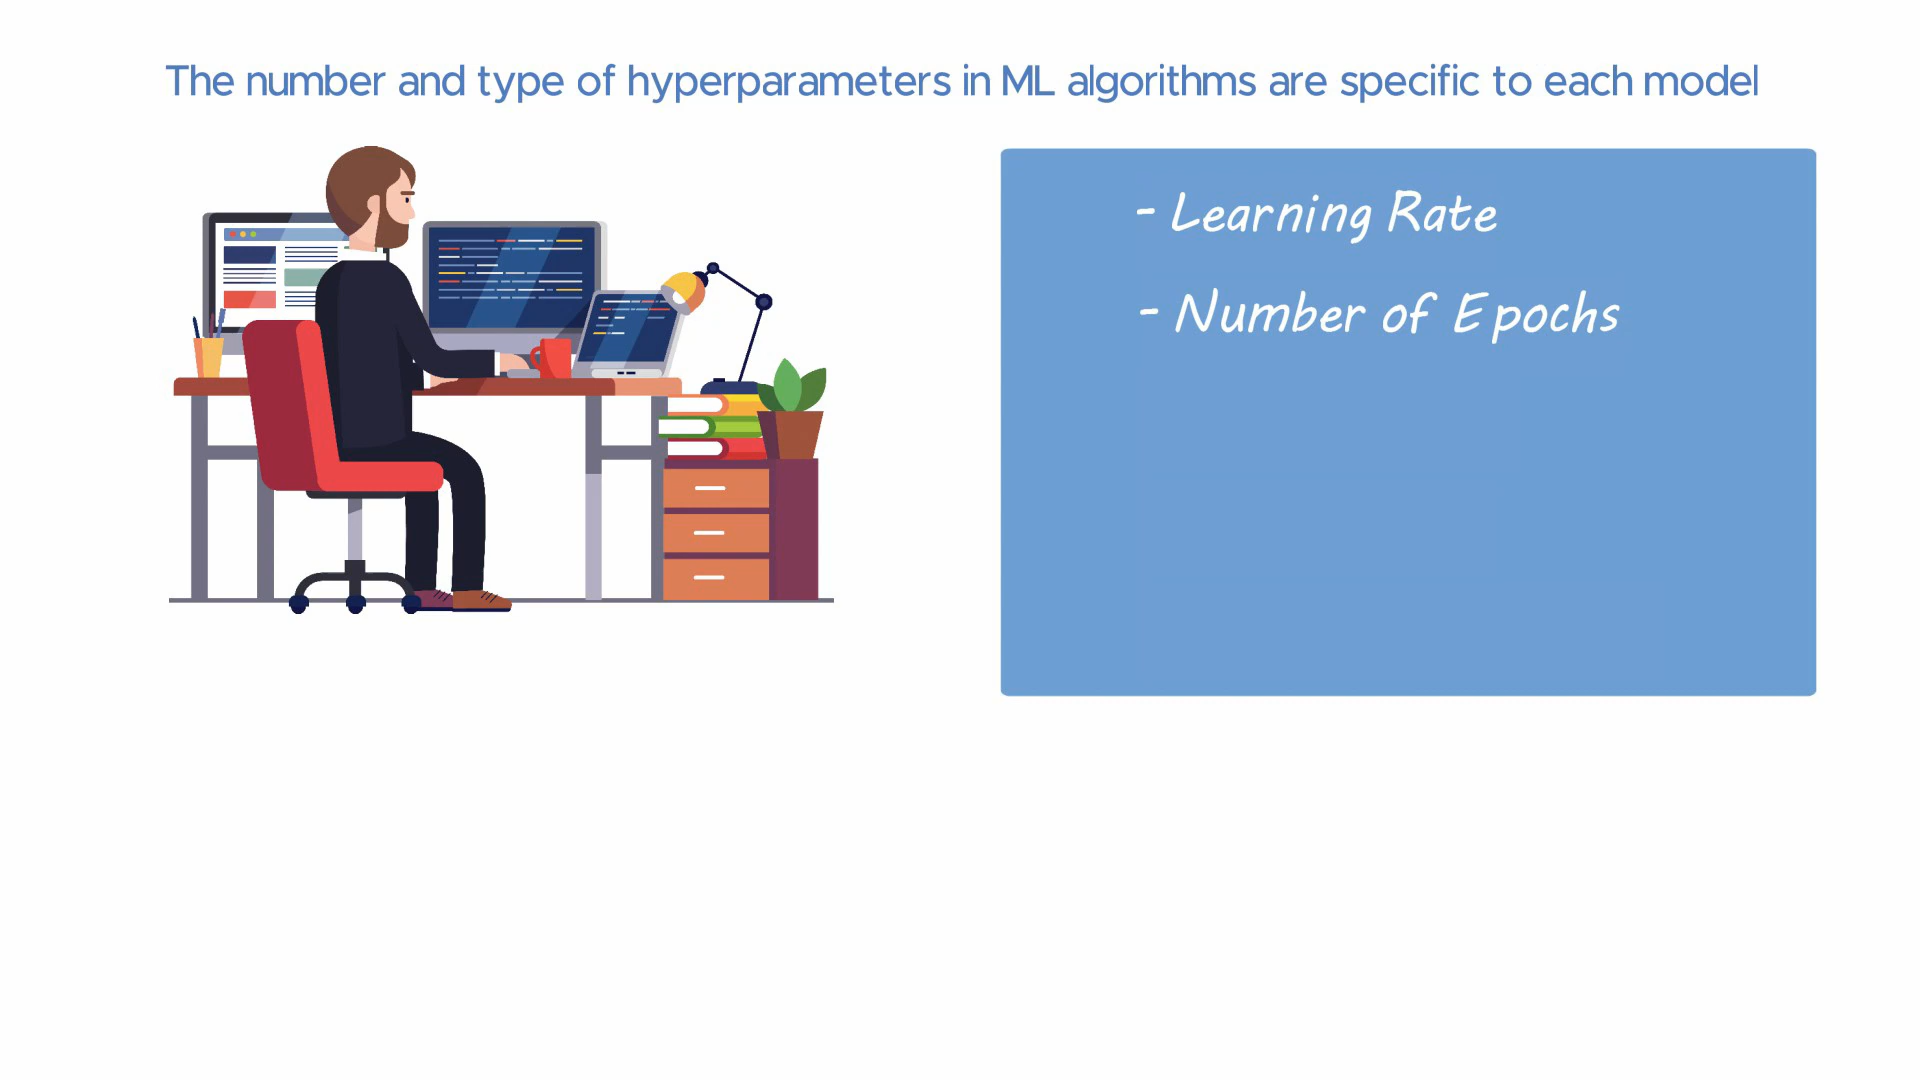 The number and type of hyperparameters in ML algorithms are specific to each model
- Learning Rate
- Number of Epochs